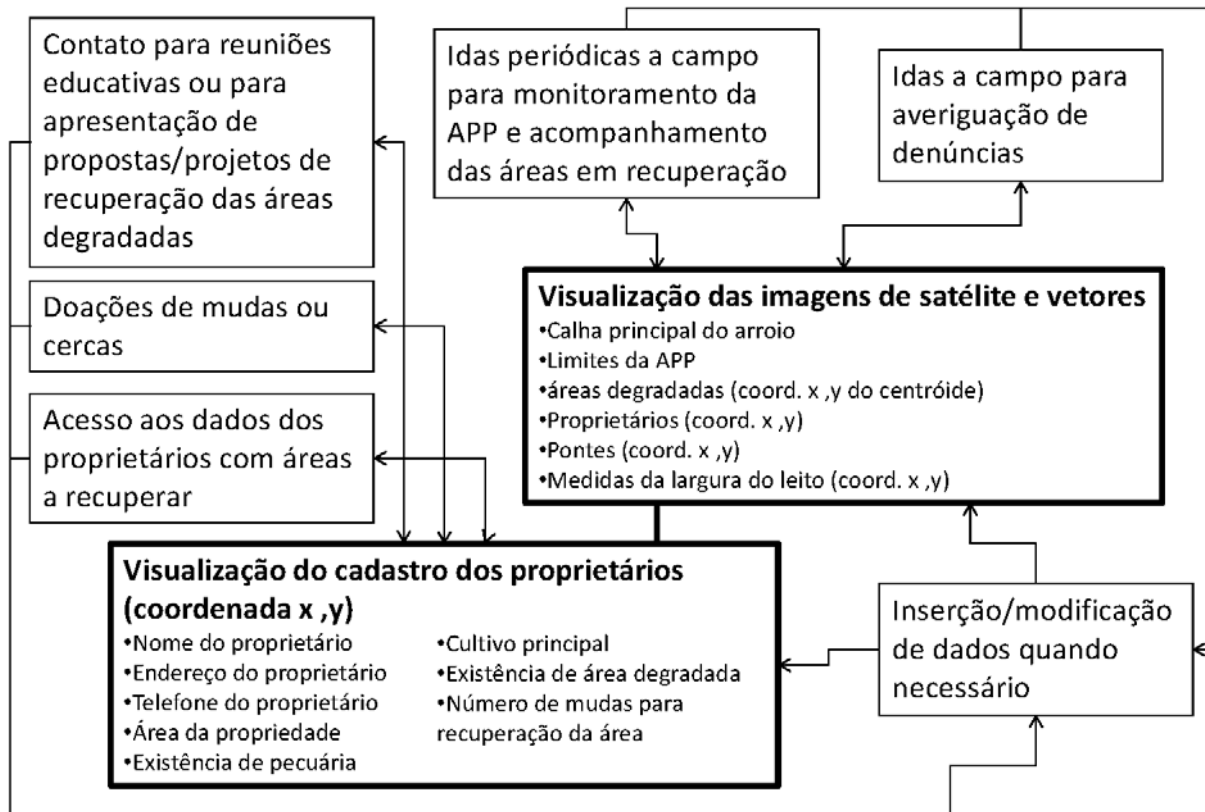 Contato para reuniões
educativas ou para
apresentação de
propostas/projetos de
recuperação das áreas
degradadas
Idas periódicas a campo
para monitoramento da
APP e acompanhamento
das áreas em recuperação
Idas a campo para
averiguação de
denúncias
Doações de mudas ou
cercas
Acesso aos dados dos
proprietários com áreas
a recuperar
Visualização das imagens de satélite e vetores
•Calha principal do arroio
•Limites da APP
•áreas degradadas (coord. x ,y do centróide)
•Proprietários (coord. x ,y)
•Pontes (coord. x ,y)
•Medidas da largura do leito (coord. x ,y)
Visualização do cadastro dos proprietários
(coordenada x ,y)
•Nome do proprietário
•Endereço do proprietário
•Telefone do proprietário
•Área da propriedade
•Existência de pecuária
•Cultivo principal
•Existência de área degradada
•Número de mudas para
recuperação da área
Inserção/modificação
de dados quando
necessário